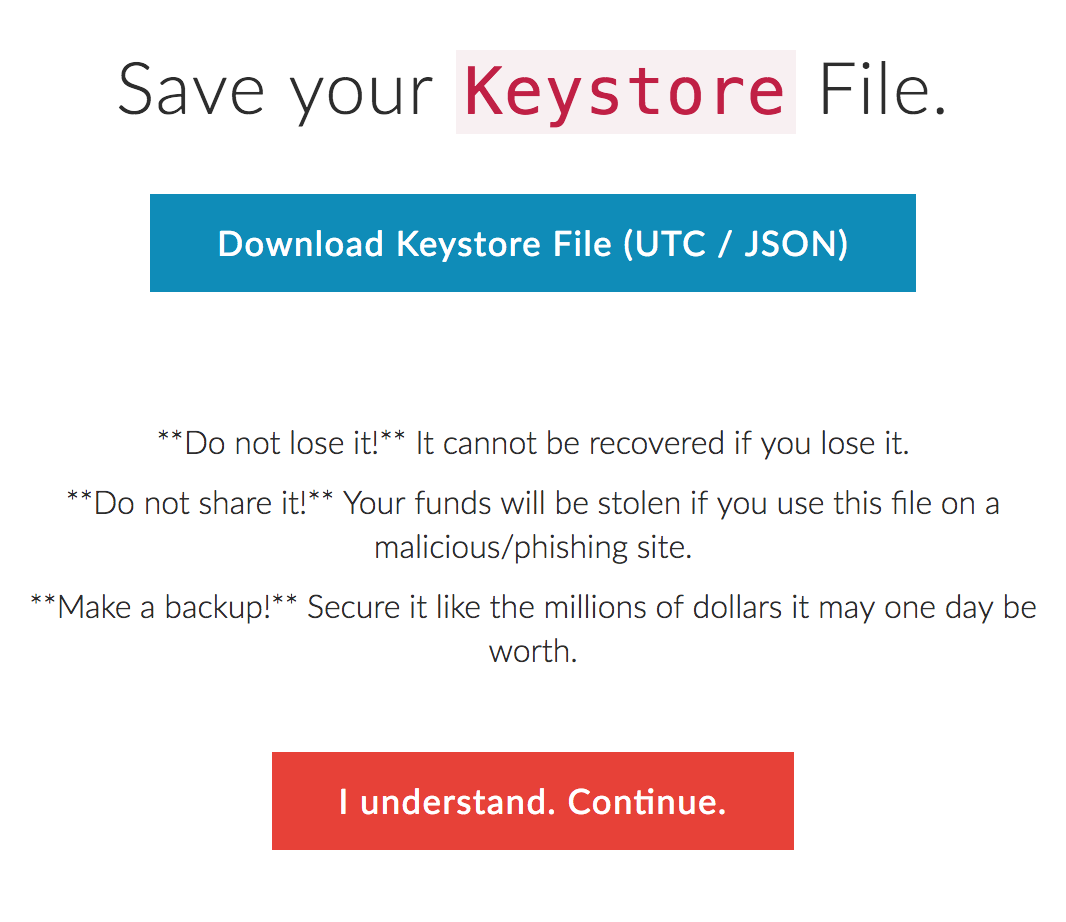 Save your Keystore File.
Download Keystore File (UTC / JSON)
**Do not lose it!** It cannot be recovered if you lose it.
**Do not share it!** Your funds will be stolen if you use this file on a
malicious/phishing site.
**Make a backup!** Secure it like the millions of dollars it may one day be
worth.
I understand. Continue.